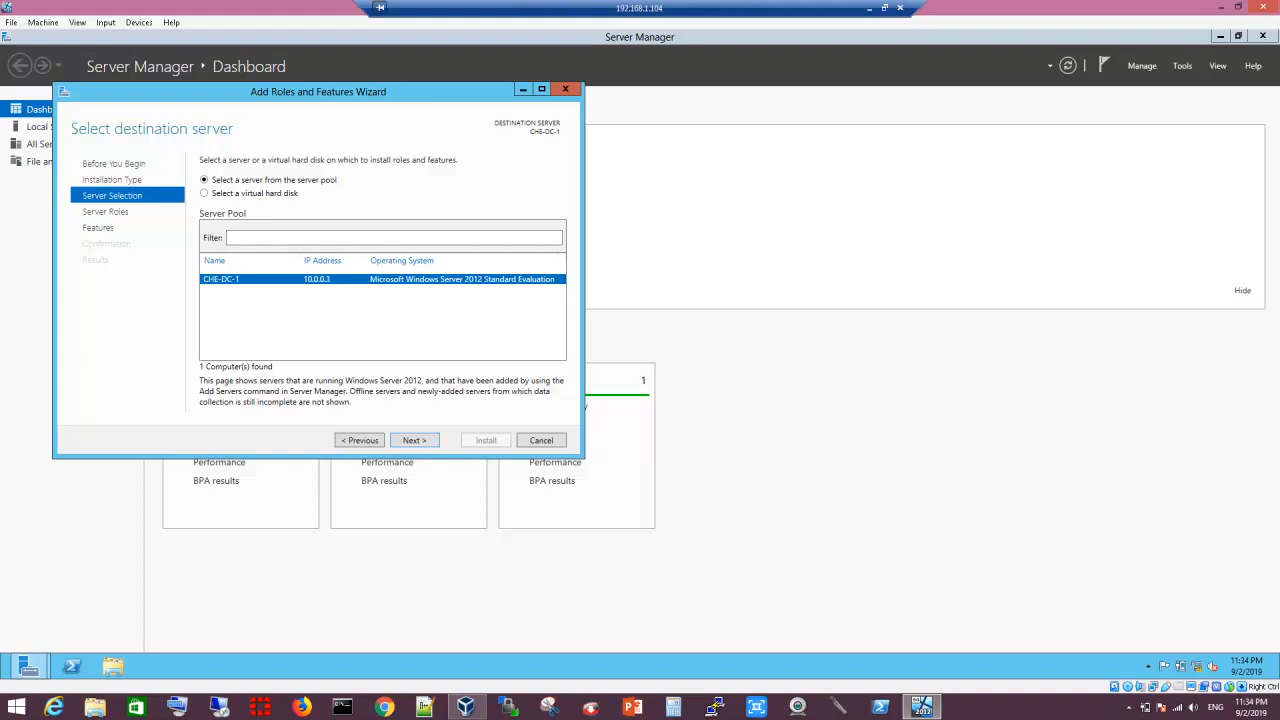 192.168.1.104
File Machine View Input Devices Help
Server Manager
Server Manager • Dashboard
Manage Tools View Help
Dashb
Local S
All Ser
File an
Add Roles and Features Wizard
Select destination server
DESTINATION SERVER
CHE-DC-1
Before You Begin
Installation Type
Server Selection
Server Roles
Features
Confirmation
Results
Select a server or a virtual hard disk on which to install roles and features.
Select a server from the server pool
Select a virtual hard disk
Server Pool
Filter:
Name IP Address Operating System
CHE-DC-1 10.0.0.3 Microsoft Windows Server 2012 Standard Evaluation
1 Computer(s) found
This page shows servers that are running Windows Server 2012, and that have been added by using the
Add Servers command in Server Manager. Offline servers and newly-added servers from which data
collection is still incomplete are not shown.
< Previous Next > Install Cancel
Hide
1
Performance Performance Performance
BPA results BPA results BPA results
11:34 PM
9/2/2019
Right Ctrl
2012
ENG
11:34 PM
9/2/2019